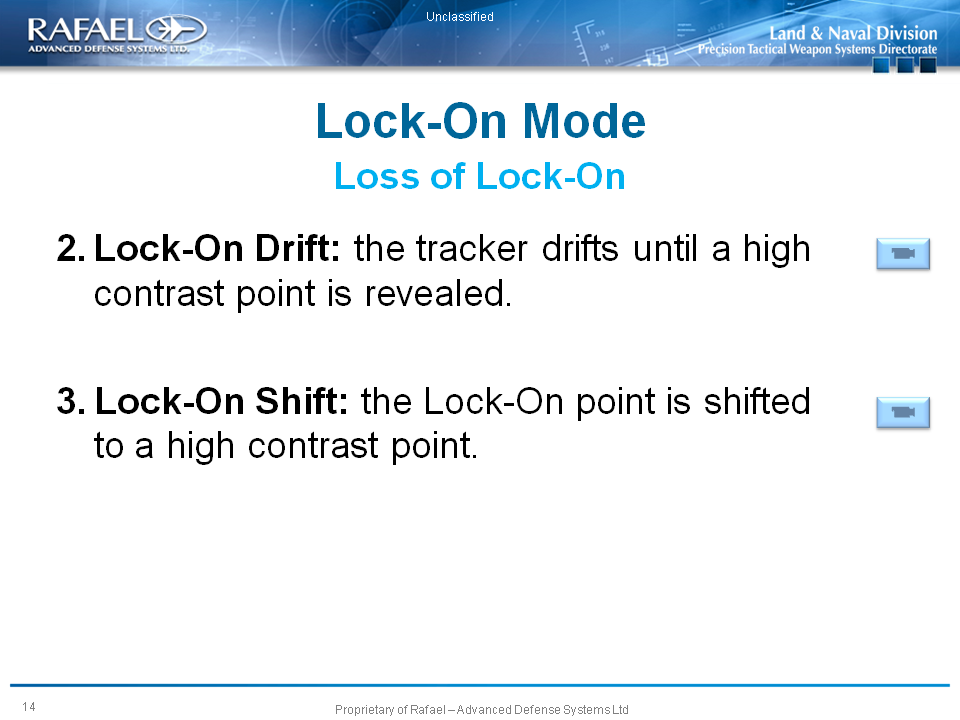 Unclassified
RAFAEL
ADVANCED DEFENSE SYSTEMS LTD.
Land & Naval Division
Precision Tactical Weapon Systems Directorate
Lock-On Mode
Loss of Lock-On
2. Lock-On Drift: the tracker drifts until a high
contrast point is revealed.
3. Lock-On Shift: the Lock-On point is shifted
to a high contrast point.
14
Proprietary of Rafael – Advanced Defense Systems Ltd